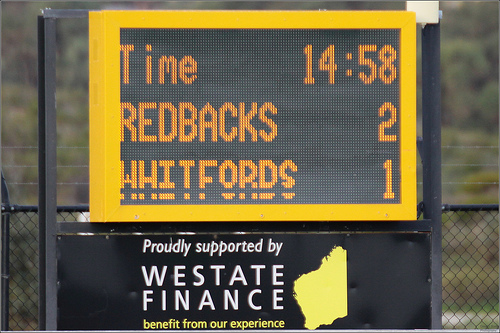 Time 14:58
REDBACKS 2
WHITFORDS 1
Proudly supported by
WESTATE
FINANCE
benefit from our experience